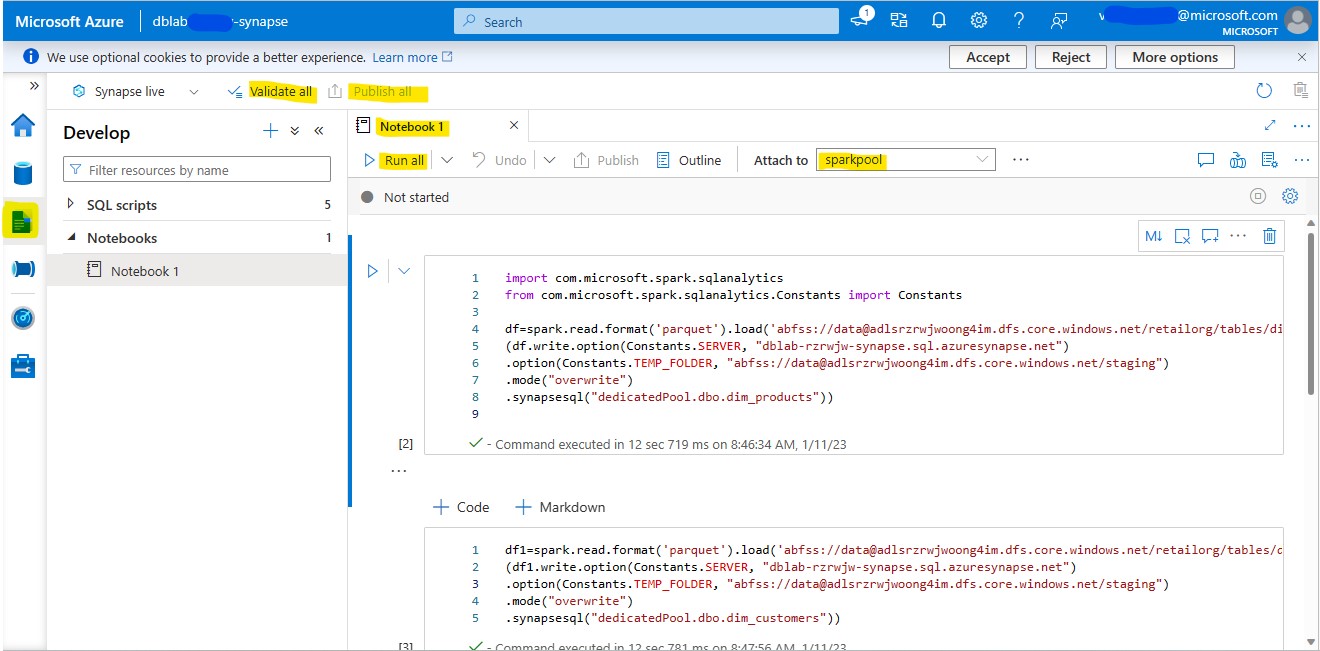 Microsoft Azure
dblab -synapse
Search
1
@microsoft.com
MICROSOFT
We use optional cookies to provide a better experience. Learn more
Accept
Reject
More options
Synapse live
Validate all
Publish all
Develop
Notebook 1
Run all
Undo
Publish
Outline
Attach to
sparkpool
Filter resources by name
Not started
SQL scripts 5
Notebooks 1
Notebook 1
M↓
1 import com.microsoft.spark.sqlanalytics
2 from com.microsoft.spark.sqlanalytics.Constants import Constants
3
4 df=spark.read.format('parquet').load('abfss://data@adlsrzrwjwoong4im.dfs.core.windows.net/retailorg/tables/di
5 (df.write.option(Constants.SERVER, "dblab-rzrwjw-synapse.sql.azuresynapse.net")
6 .option(Constants.TEMP_FOLDER, "abfss://data@adlsrzrwjwoong4im.dfs.core.windows.net/staging")
7 .mode("overwrite")
8 .synapsesql("dedicatedPool.dbo.dim_products"))
9
[2] - Command executed in 12 sec 719 ms on 8:46:34 AM, 1/11/23
+ Code + Markdown
1 df1=spark.read.format('parquet').load('abfss://data@adlsrzrwjwoong4im.dfs.core.windows.net/retailorg/tables/d
2 (df1.write.option(Constants.SERVER, "dblab-rzrwjw-synapse.sql.azuresynapse.net")
3 .option(Constants.TEMP_FOLDER, "abfss://data@adlsrzrwjwoong4im.dfs.core.windows.net/staging")
4 .mode("overwrite")
5 .synapsesql("dedicatedPool.dbo.dim_customers"))
[3] - Command executed in 12 sec 781 ms on 8:47:56 AM, 1/11/23